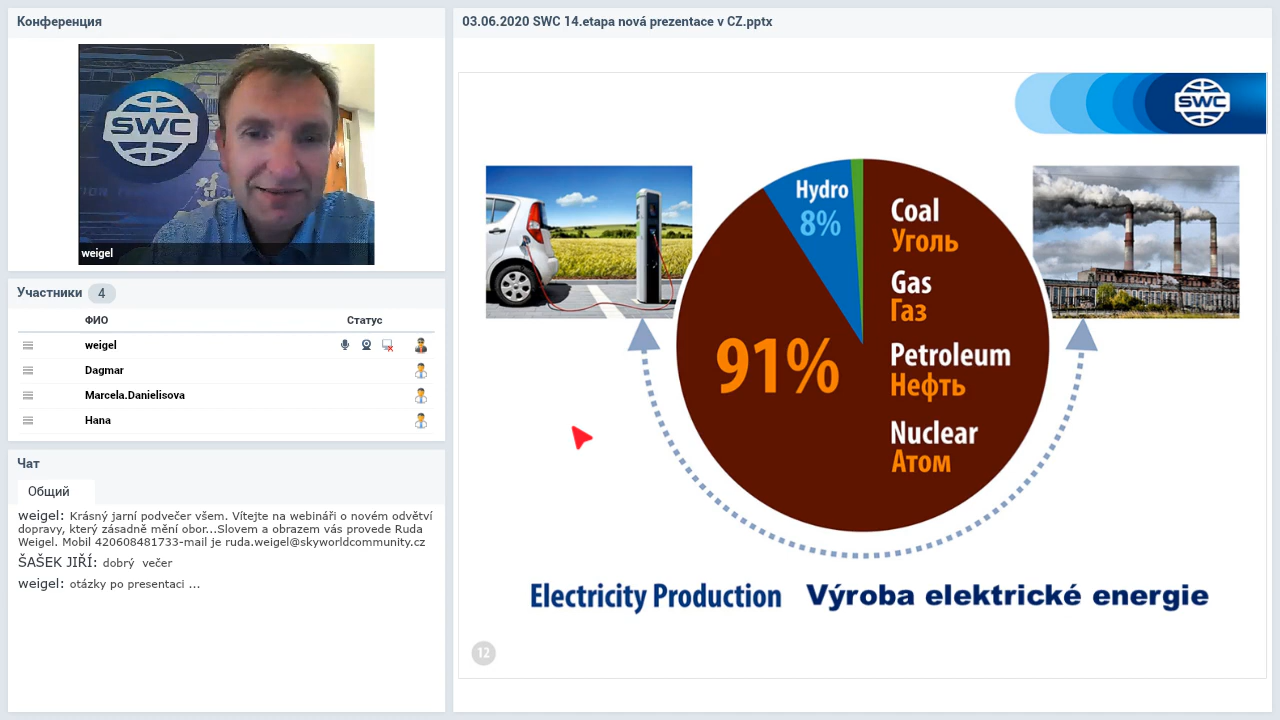 Конференция
SWC
weigel
Участники 4
ФИО Статус
weigel
Dagmar
Marcela.Danielisova
Hana
Чат
Общий
weigel: Krásný jarní podvečer všem. Vítejte na webináři o novém odvětví
dopravy, který zásadně mění obor...Slovem a obrazem vás provede Ruda
Weigel. Mobil 420608481733-mail je ruda.weigel@skyworldcommunity.cz
ŠAŠEK JIŘÍ: dobrý večer
weigel: otázky po presentaci ...
03.06.2020 SWC 14.etapa nová prezentace v CZ.pptx
SWC
Hydro
8%
91%
Coal
Уголь
Gas
Газ
Petroleum
Нефть
Nuclear
Атом
Electricity Production Výroba elektrické energie
12